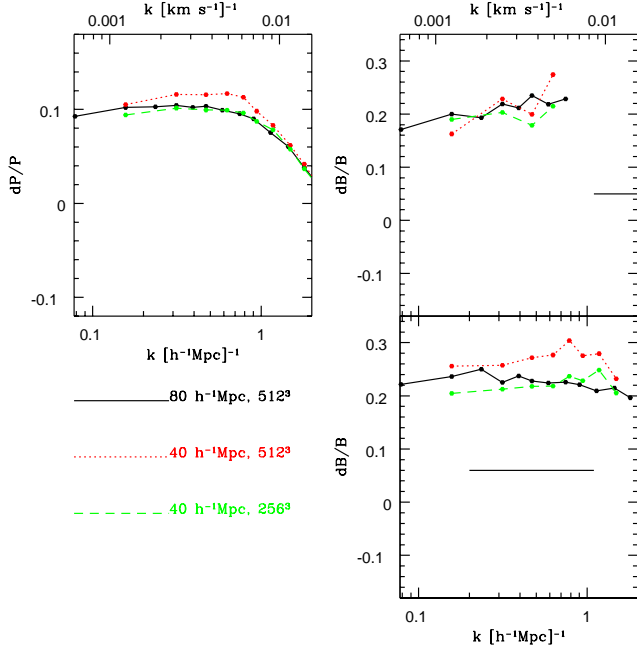 k [km s⁻¹]⁻¹
0.001 0.01
0.1
0
-0.1
dP/P
0.1 1
k [h⁻¹Mpc]⁻¹
80 h⁻¹Mpc, 512³
40 h⁻¹Mpc, 512³
40 h⁻¹Mpc, 256³
k [km s⁻¹]⁻¹
0.001 0.01
0.3
0.2
0.1
0
-0.1
dB/B
0.3
0.2
0.1
0
-0.1
dB/B
0.1 1
k [h⁻¹Mpc]⁻¹